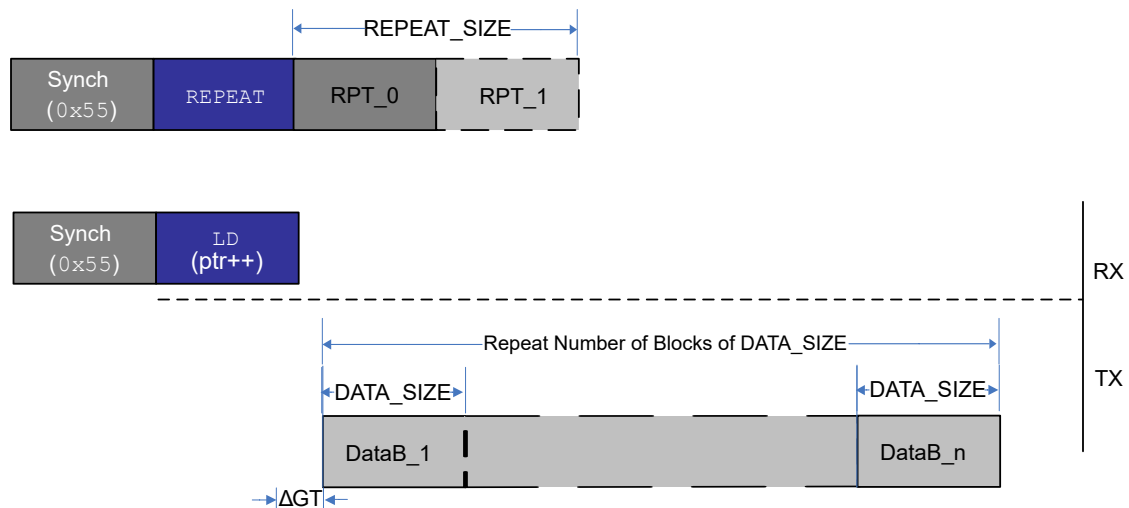 REPEAT_SIZE
Synch
(0x55)
REPEAT
RPT_0
RPT_1
Synch
(0x55)
LD
(ptr++)
RX
Repeat Number of Blocks of DATA_SIZE
TX
DATA_SIZE
DATA_SIZE
DataB_1
DataB_n
ΔGT